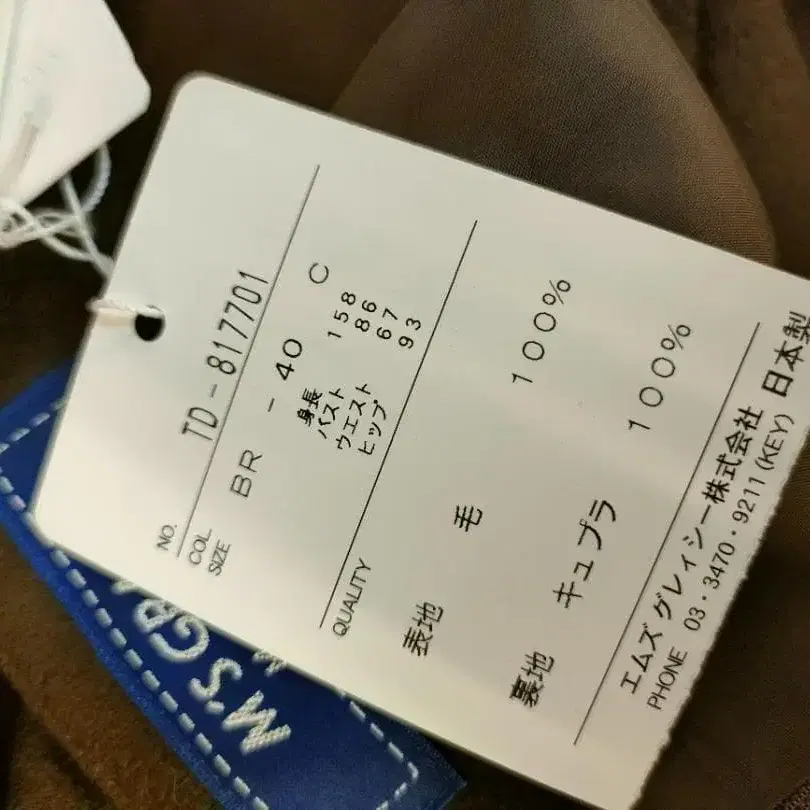 NO. TD-817701
COL SIZE BR - 40 C
身長 158
バスト 86
ウエスト 67
ヒップ 93
QUALITY
表地 毛 100%
裏地 キュプラ 100%
エムズ グレィシー株式会社 日本製
PHONE 03・3470・9211(KEY)
M'S